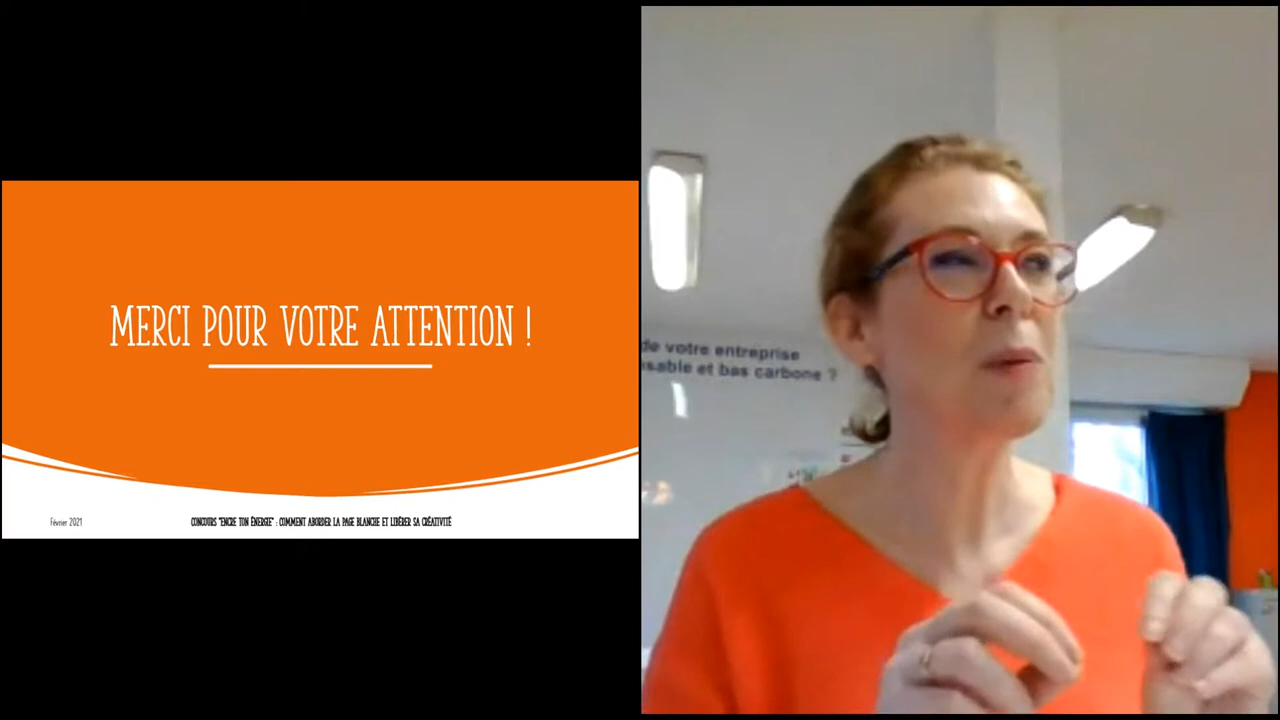 MERCI POUR VOTRE ATTENTION !
Février 2021
CONCOURS "ENCRE TON ÉNERGIE" : COMMENT ABORDER LA PAGE BLANCHE ET LIBÉRER SA CRÉATIVITÉ
de votre entreprise
sable et bas carbone ?